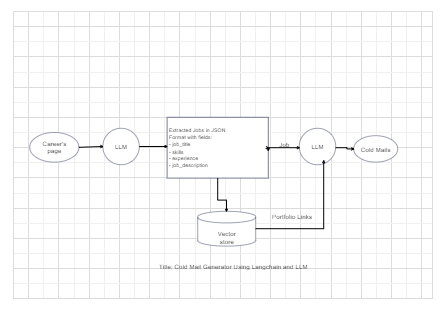 Career's
page
LLM
Extracted Jobs in JSON
Format with fields:
- job_title
- skills
- experience
- job_description
Job
LLM
Cold Mails
Portfolio Links
Vector
store
Title: Cold Mail Generator Using Langchain and LLM